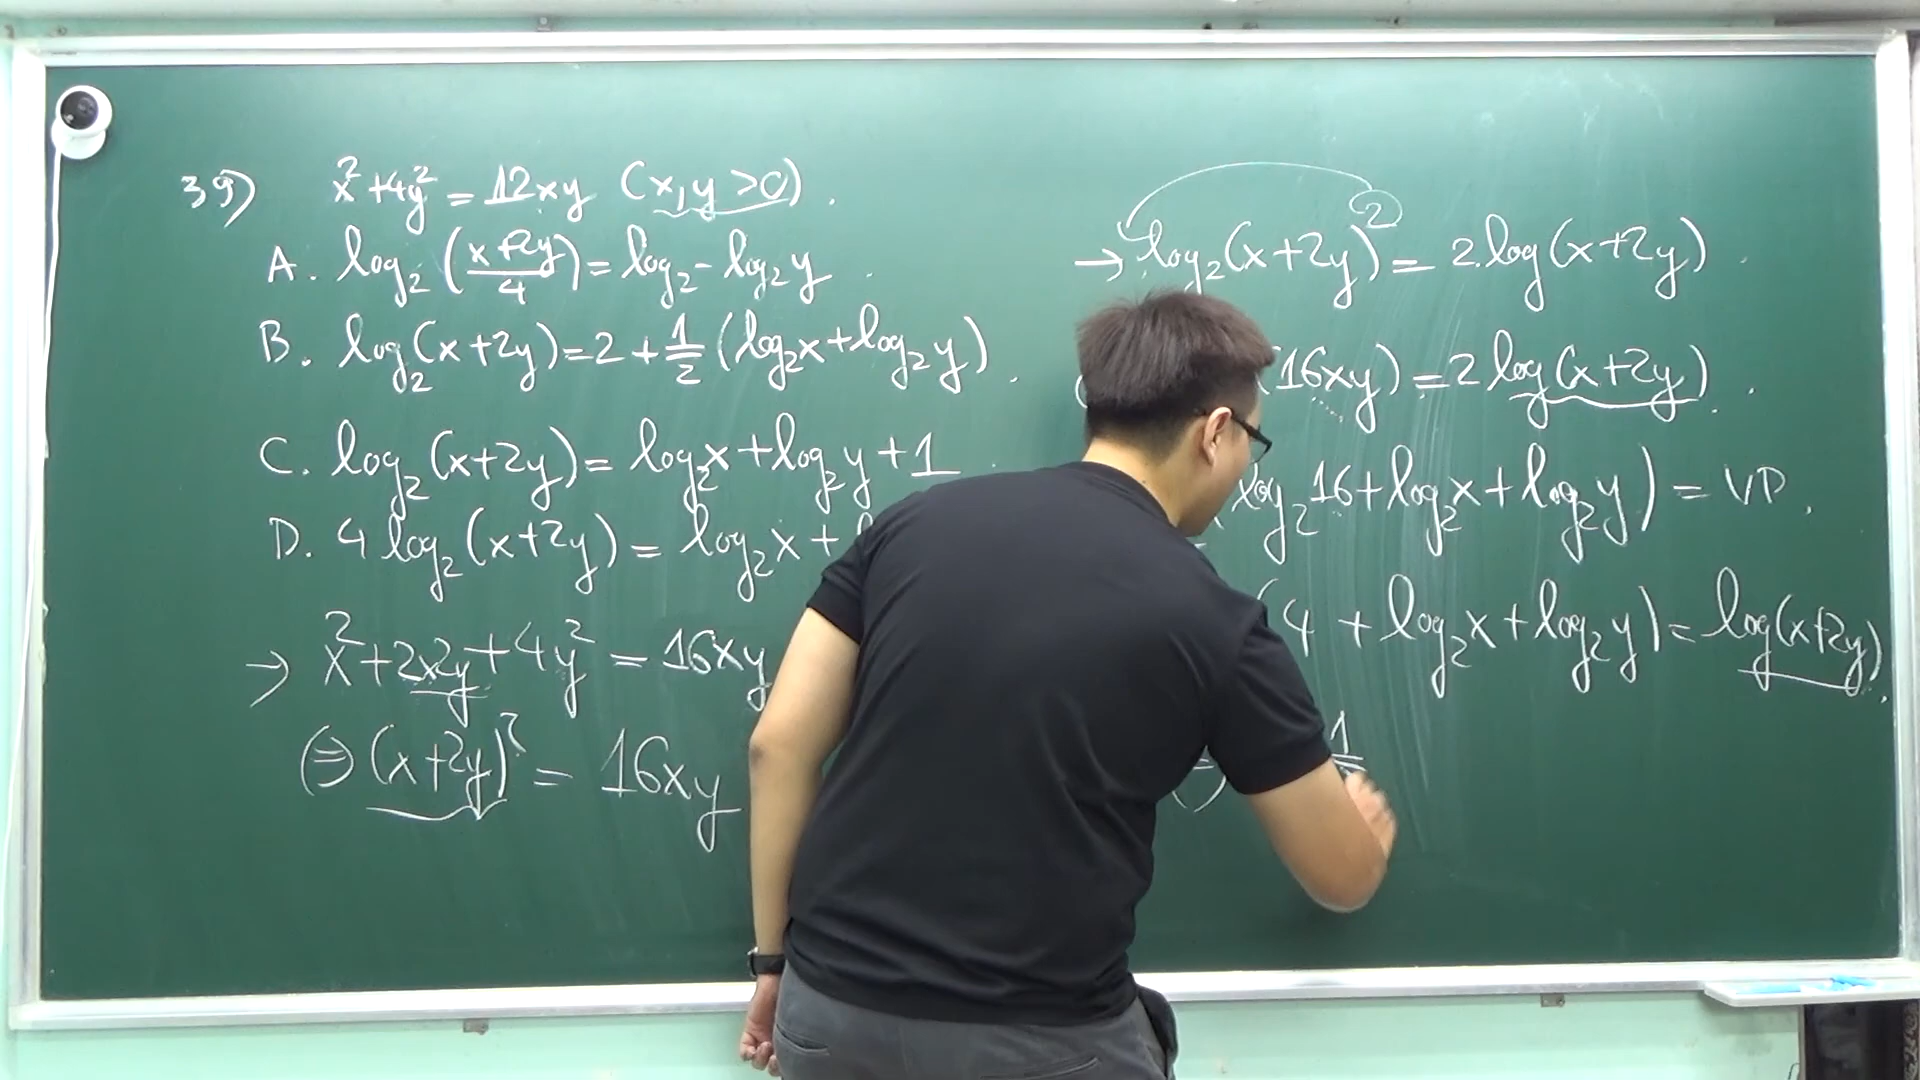 39) x² + 4y² = 12xy (x, y > 0).
A. log₂ ((x+2y)/4) = log₂ - log₂y.
B. log₂(x+2y) = 2 + 1/2 (log₂x + log₂y).
C. log₂(x+2y) = log₂x + log₂y + 1.
D. 4 log₂(x+2y) = log₂x +
→ x² + 2x2y + 4y² = 16xy
(⇒) (x+2y)² = 16xy
→ log₂(x+2y)² = 2.log(x+2y).
(16xy) = 2 log(x+2y).
log₂16 + log₂x + log₂y) = VP.
(4 + log₂x + log₂y) = log(x+2y).
1